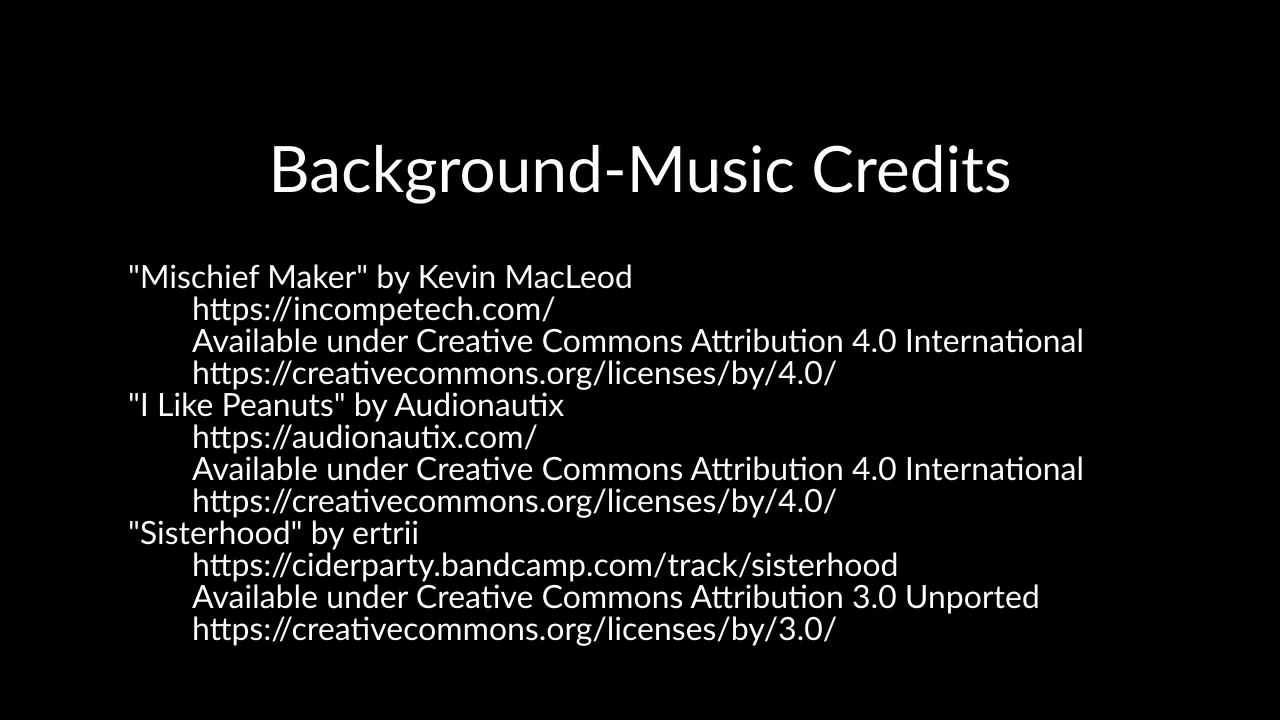 Background-Music Credits
"Mischief Maker" by Kevin MacLeod
https://incompetech.com/
Available under Creative Commons Attribution 4.0 International
https://creativecommons.org/licenses/by/4.0/
"I Like Peanuts" by Audionautix
https://audionautix.com/
Available under Creative Commons Attribution 4.0 International
https://creativecommons.org/licenses/by/4.0/
"Sisterhood" by ertrii
https://ciderparty.bandcamp.com/track/sisterhood
Available under Creative Commons Attribution 3.0 Unported
https://creativecommons.org/licenses/by/3.0/